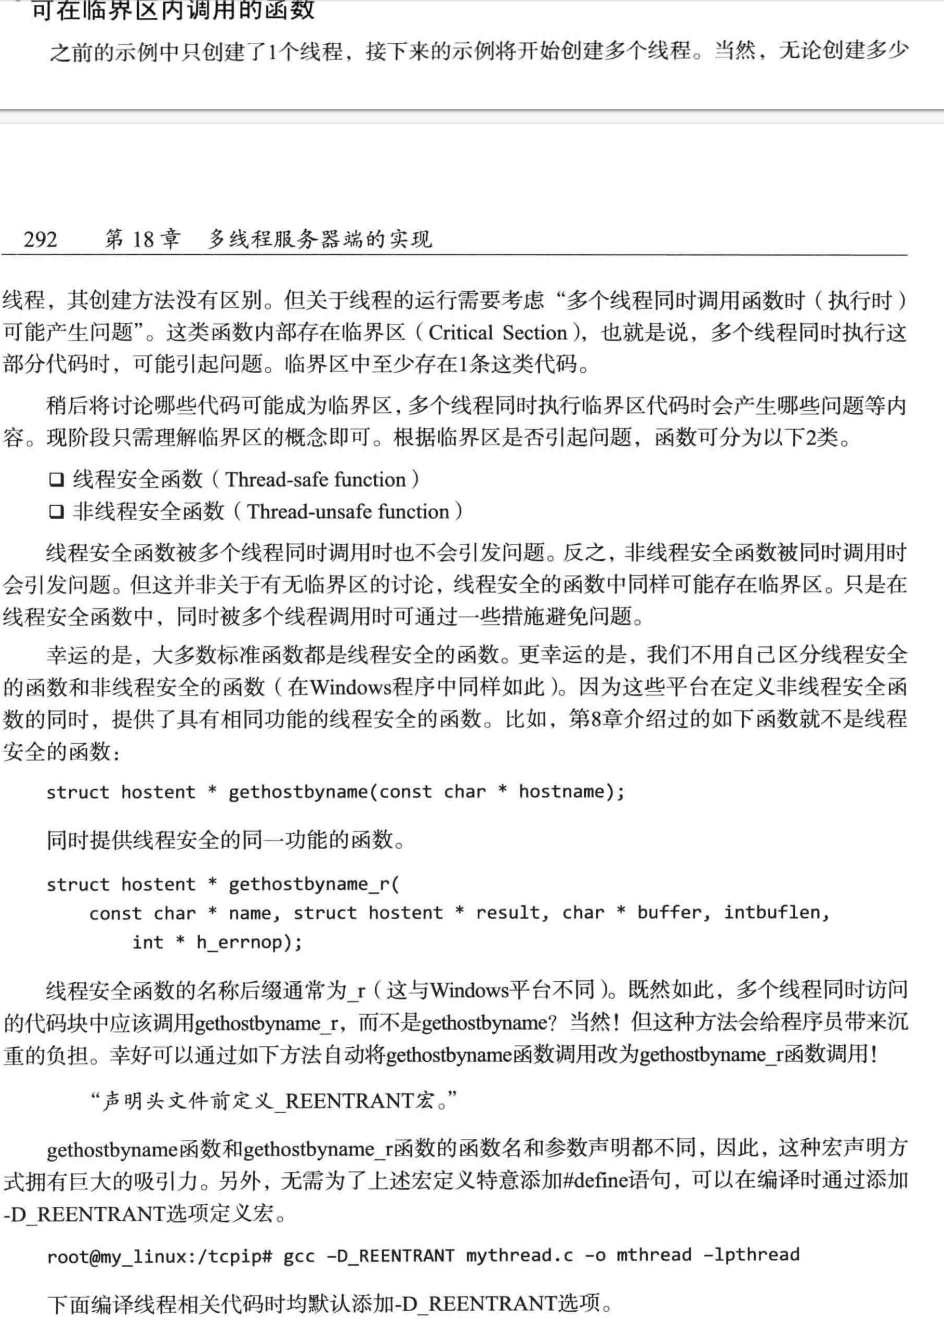 可在临界区内调用的函数
之前的示例中只创建了1个线程，接下来的示例将开始创建多个线程。当然，无论创建多少
292 第 18 章 多线程服务器端的实现
线程，其创建方法没有区别。但关于线程的运行需要考虑“多个线程同时调用函数时（执行时）
可能产生问题”。这类函数内部存在临界区（Critical Section），也就是说，多个线程同时执行这
部分代码时，可能引起问题。临界区中至少存在1条这类代码。
稍后将讨论哪些代码可能成为临界区，多个线程同时执行临界区代码时会产生哪些问题等内
容。现阶段只需理解临界区的概念即可。根据临界区是否引起问题，函数可分为以下2类。
❑ 线程安全函数（Thread-safe function）
❑ 非线程安全函数（Thread-unsafe function）
线程安全函数被多个线程同时调用时也不会引发问题。反之，非线程安全函数被同时调用时
会引发问题。但这并非关于有无临界区的讨论，线程安全的函数中同样可能存在临界区。只是在
线程安全函数中，同时被多个线程调用时可通过一些措施避免问题。
幸运的是，大多数标准函数都是线程安全的函数。更幸运的是，我们不用自己区分线程安全
的函数和非线程安全的函数（在Windows程序中同样如此）。因为这些平台在定义非线程安全函
数的同时，提供了具有相同功能的线程安全的函数。比如，第8章介绍过的如下函数就不是线程
安全的函数：
struct hostent * gethostbyname(const char * hostname);
同时提供线程安全的同一功能的函数。
struct hostent * gethostbyname_r(
const char * name, struct hostent * result, char * buffer, intbuflen,
int * h_errnop);
线程安全函数的名称后缀通常为_r（这与Windows平台不同）。既然如此，多个线程同时访问
的代码块中应该调用gethostbyname_r，而不是gethostbyname？当然！但这种方法会给程序员带来沉
重的负担。幸好可以通过如下方法自动将gethostbyname函数调用改为gethostbyname_r函数调用！
“声明头文件前定义_REENTRANT宏。”
gethostbyname函数和gethostbyname_r函数的函数名和参数声明都不同，因此，这种宏声明方
式拥有巨大的吸引力。另外，无需为了上述宏定义特意添加#define语句，可以在编译时通过添加
-D_REENTRANT选项定义宏。
root@my_linux:/tcpip# gcc –D_REENTRANT mythread.c –o mthread –lpthread
下面编译线程相关代码时均默认添加-D_REENTRANT选项。